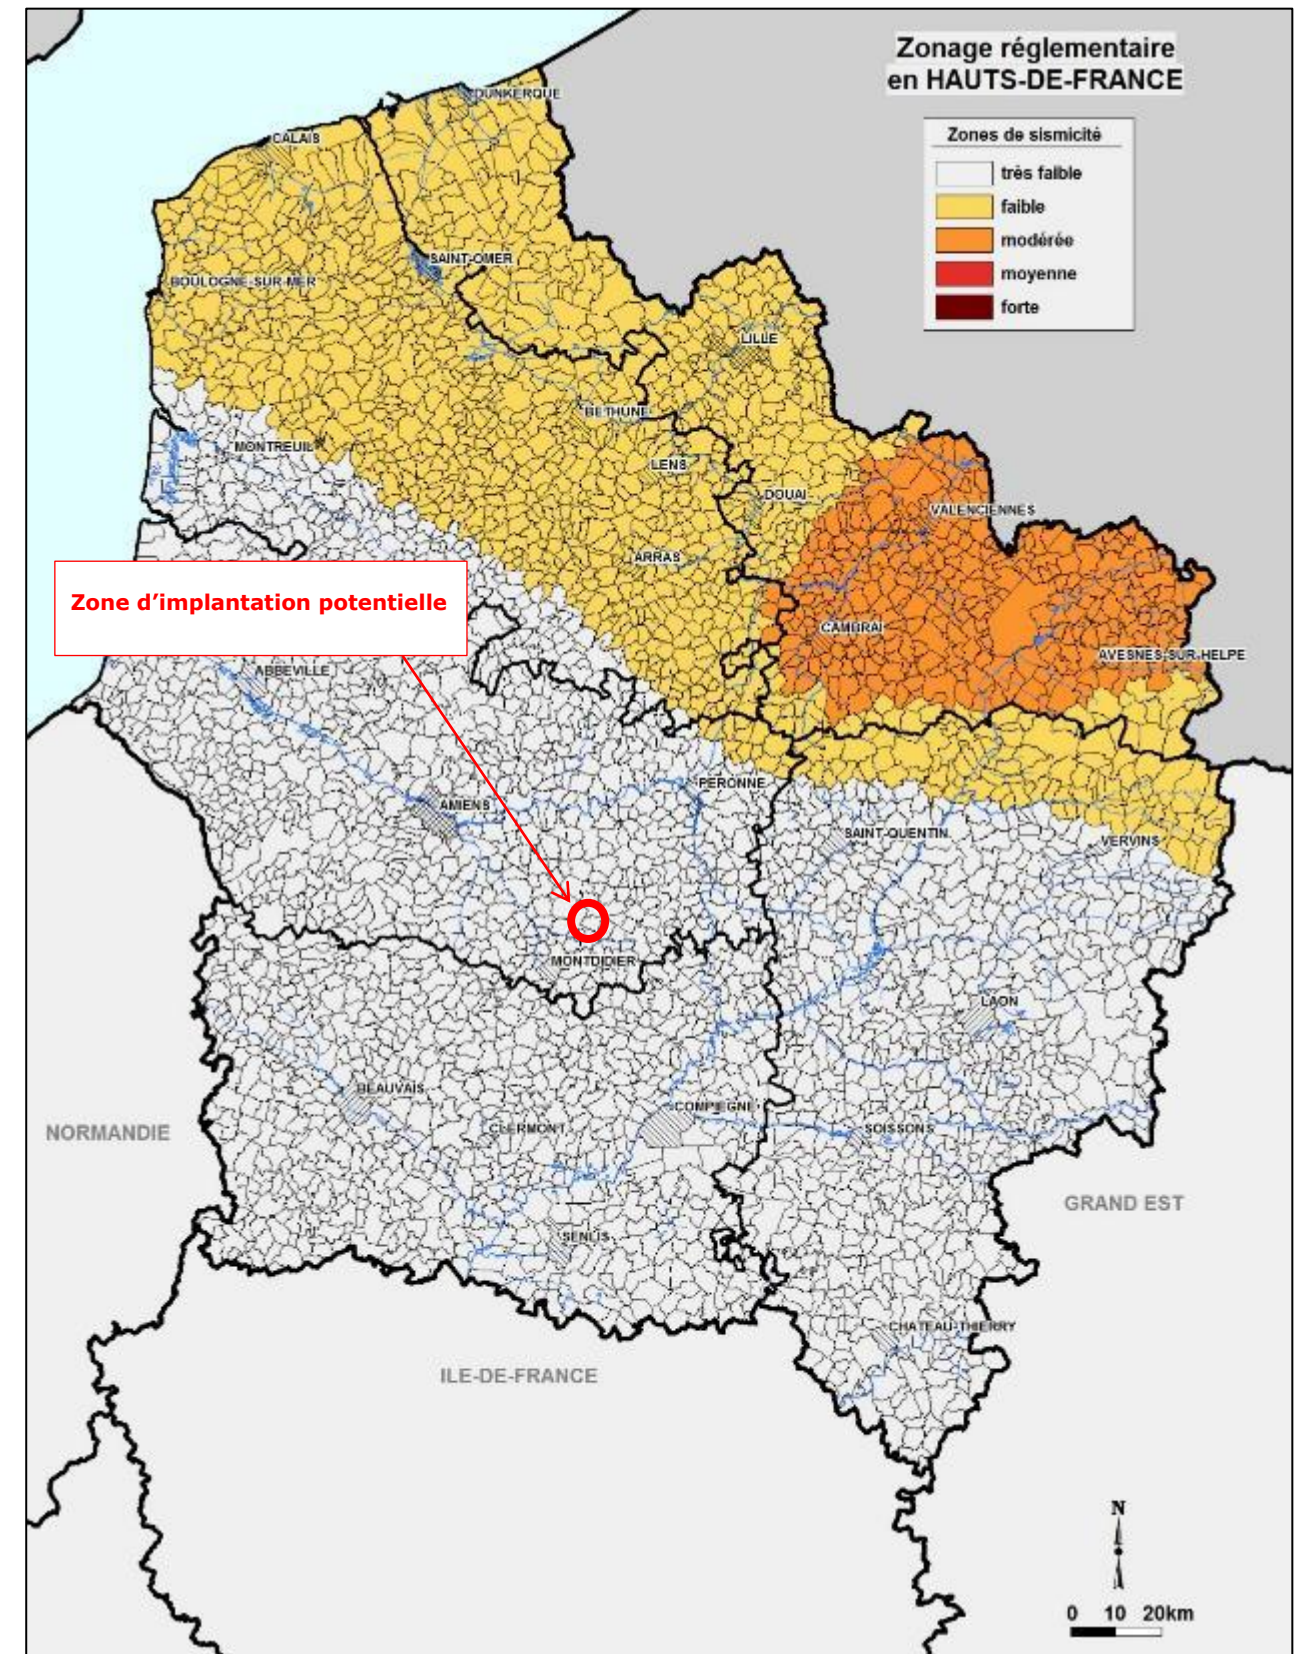 Zonage réglementaire
en HAUTS-DE-FRANCE
Zones de sismicité
très faible
faible
modérée
moyenne
forte
DUNKERQUE
CALAIS
SAINT-OMER
BOULOGNE-SUR-MER
LILLE
BETHUNE
MONTREUIL
LENS
DOUAI
VALENCIENNES
ARRAS
Zone d’implantation potentielle
CAMBRAI
AVESNES-SUR-HELPE
ABBEVILLE
PERONNE
AMIENS
SAINT-QUENTIN
VERVINS
MONTDIDIER
LAON
BEAUVAIS
COMPIEGNE
CLERMONT
SOISSONS
NORMANDIE
GRAND EST
SENLIS
CHATEAU-THIERRY
ILE-DE-FRANCE
N
0 10 20km